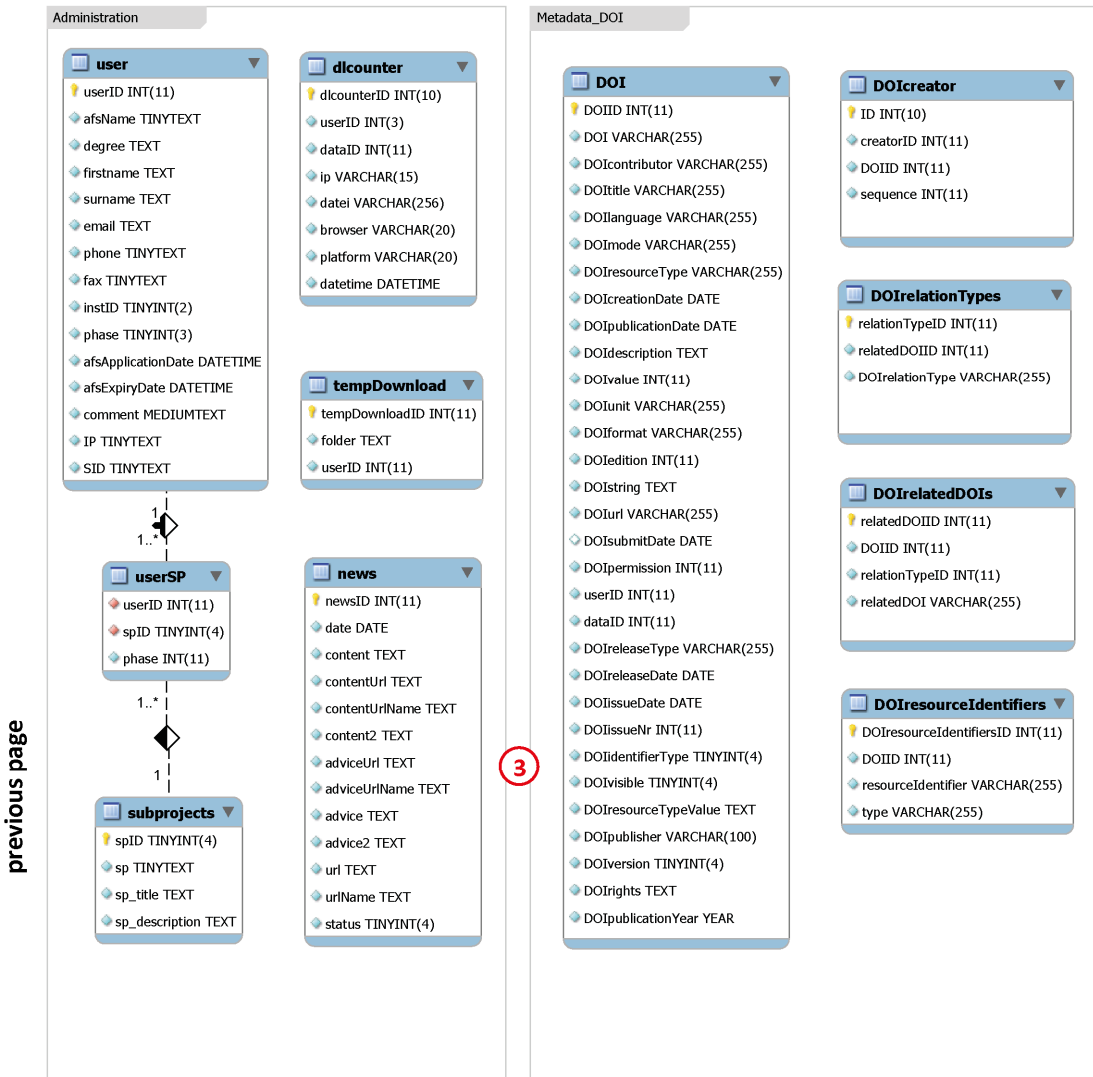 Administration
user
userID INT(11)
afsName TINYTEXT
degree TEXT
firstname TEXT
surname TEXT
email TEXT
phone TINYTEXT
fax TINYTEXT
instID TINYINT(2)
phase TINYINT(3)
afsApplicationDate DATETIME
afsExpiryDate DATETIME
comment MEDIUMTEXT
IP TINYTEXT
SID TINYTEXT
1
1..*
userSP
userID INT(11)
spID TINYINT(4)
phase INT(11)
1..*
1
subprojects
spID TINYINT(4)
sp TINYTEXT
sp_title TEXT
sp_description TEXT
dlcounter
dlcounterID INT(10)
userID INT(3)
dataID INT(11)
ip VARCHAR(15)
datei VARCHAR(256)
browser VARCHAR(20)
platform VARCHAR(20)
datetime DATETIME
tempDownload
tempDownloadID INT(11)
folder TEXT
userID INT(11)
news
newsID INT(11)
date DATE
content TEXT
contentUrl TEXT
contentUrlName TEXT
content2 TEXT
adviceUrl TEXT
adviceUrlName TEXT
advice TEXT
advice2 TEXT
url TEXT
urlName TEXT
status TINYINT(4)
previous page
3
Metadata_DOI
DOI
DOIID INT(11)
DOI VARCHAR(255)
DOIcontributor VARCHAR(255)
DOItitle VARCHAR(255)
DOIlanguage VARCHAR(255)
DOImode VARCHAR(255)
DOIresourceType VARCHAR(255)
DOIcreationDate DATE
DOIpublicationDate DATE
DOIdescription TEXT
DOIvalue INT(11)
DOIunit VARCHAR(255)
DOIformat VARCHAR(255)
DOIedition INT(11)
DOIstring TEXT
DOIurl VARCHAR(255)
DOIsubmitDate DATE
DOIpermission INT(11)
userID INT(11)
dataID INT(11)
DOIreleaseType VARCHAR(255)
DOIreleaseDate DATE
DOIissueDate DATE
DOIissueNr INT(11)
DOIidentifierType TINYINT(4)
DOIvisible TINYINT(4)
DOIresourceTypeValue TEXT
DOIpublisher VARCHAR(100)
DOIversion TINYINT(4)
DOIrights TEXT
DOIpublicationYear YEAR
DOIcreator
ID INT(10)
creatorID INT(11)
DOIID INT(11)
sequence INT(11)
DOIrelationTypes
relationTypeID INT(11)
relatedDOIID INT(11)
DOIrelationType VARCHAR(255)
DOIrelatedDOIs
relatedDOIID INT(11)
DOIID INT(11)
relationTypeID INT(11)
relatedDOI VARCHAR(255)
DOIresourceIdentifiers
DOIresourceIdentifiersID INT(11)
DOIID INT(11)
resourceIdentifier VARCHAR(255)
type VARCHAR(255)